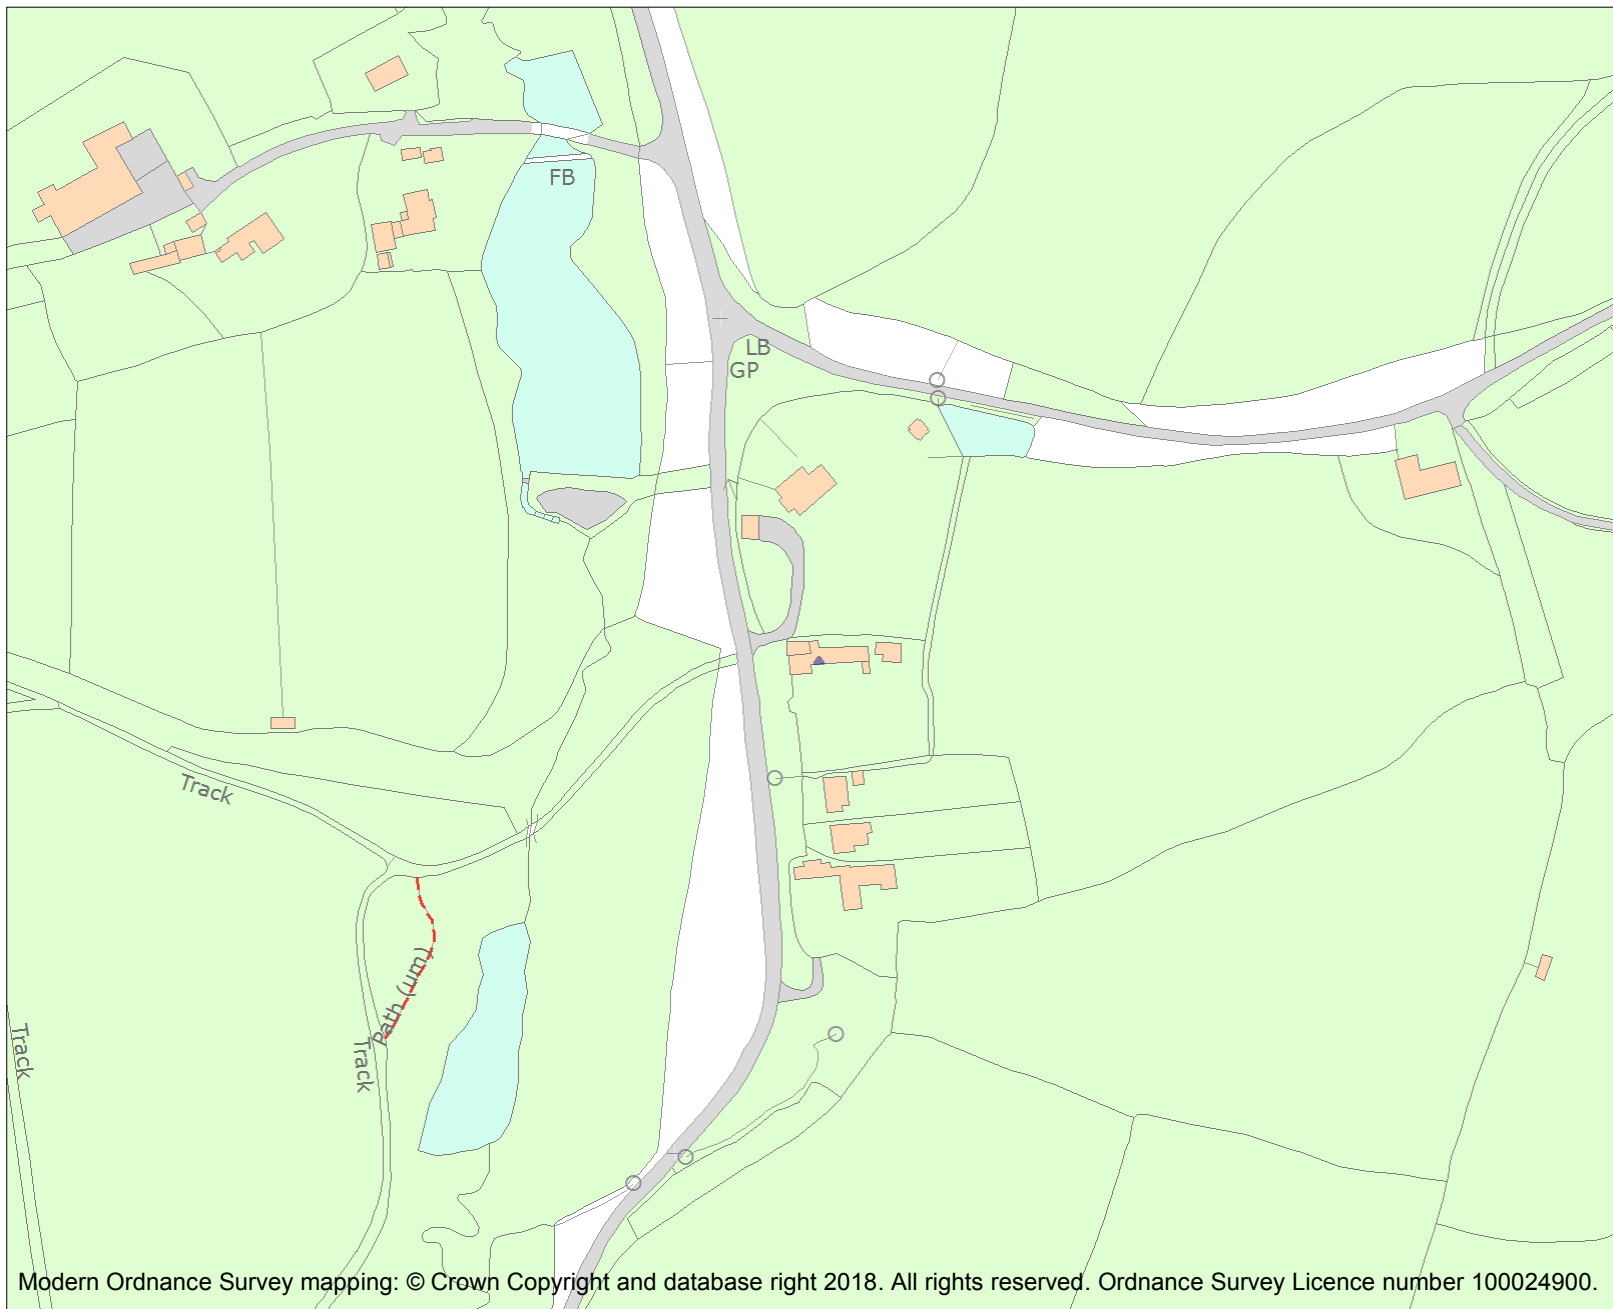 FB
LB
GP
Track
Path (um)
Track
Track
Modern Ordnance Survey mapping: © Crown Copyright and database right 2018. All rights reserved. Ordnance Survey Licence number 100024900.